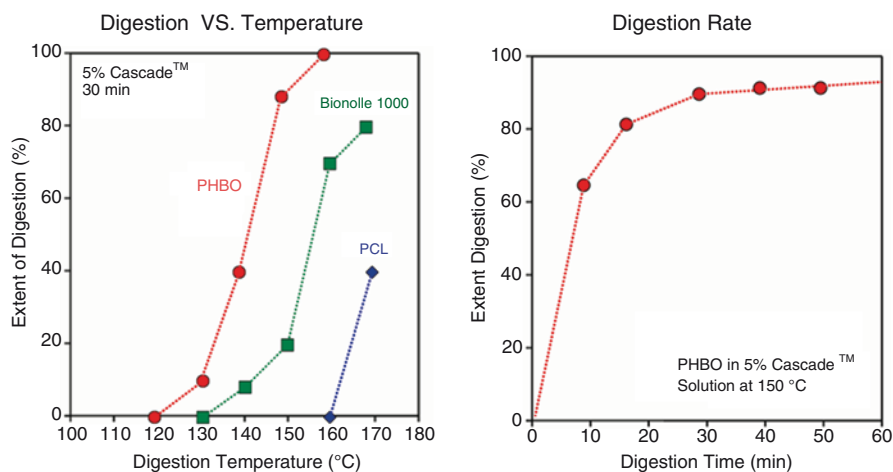 Digestion VS. Temperature
100
80
60
40
20
0
Extent of Digestion (%)
5% Cascade™
30 min
Bionolle 1000
PHBO
PCL
100 110 120 130 140 150 160 170 180
Digestion Temperature (°C)
Digestion Rate
100
80
60
40
20
0
Extent Digestion (%)
PHBO in 5% Cascade ™
Solution at 150 °C
0 10 20 30 40 50 60
Digestion Time (min)